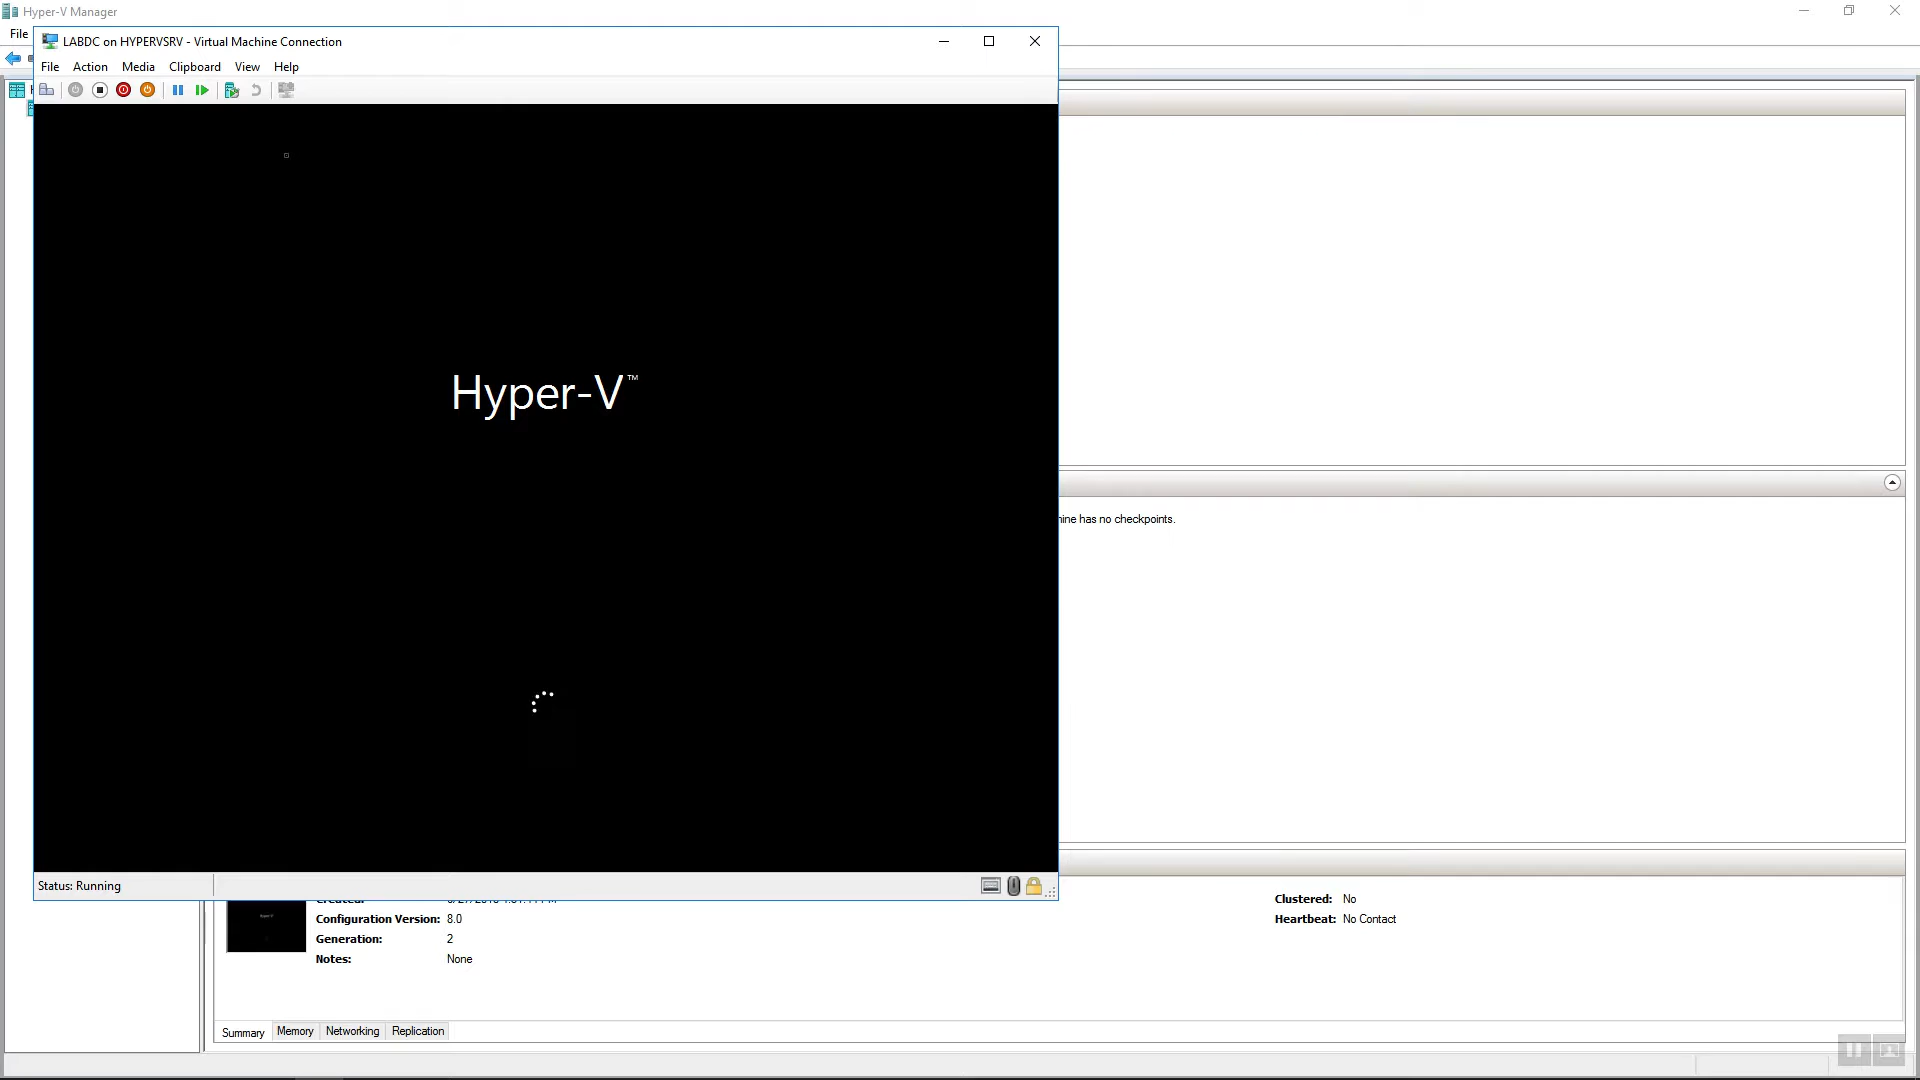 Hyper-V Manager
File
LABDC on HYPERVSRV - Virtual Machine Connection
File Action Media Clipboard View Help
Hyper-V™
hine has no checkpoints.
Status: Running
Configuration Version: 8.0
Generation: 2
Notes: None
Clustered: No
Heartbeat: No Contact
Summary Memory Networking Replication